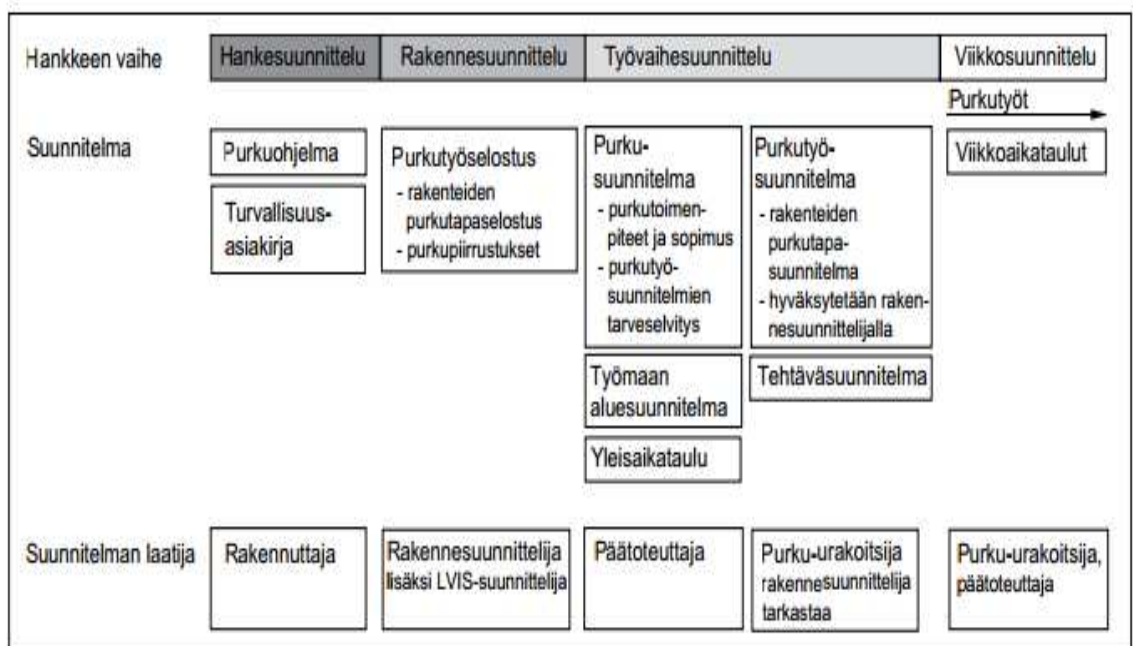 Hankkeen vaihe
Hankesuunnittelu
Rakennesuunnittelu
Työvaihesuunnittelu
Viikkosuunnittelu
Purkutyöt
Suunnitelma
Purkuohjelma
Turvallisuus-
asiakirja
Purkutyöselostus
- rakenteiden
purkutapaselostus
- purkupiirrustukset
Purku-
suunnitelma
- purkutoimen-
piteet ja sopimus
- purkutyö-
suunnitelmien
tarveselvitys
Työmaan
aluesuunnitelma
Yleisaikataulu
Purkutyö-
suunnitelma
- rakenteiden
purkutapa-
suunnitelma
- hyväksytetään raken-
nesuunnittelijalla
Tehtäväsuunnitelma
Viikkoaikataulut
Suunnitelman laatija
Rakennuttaja
Rakennesuunnittelija
lisäksi LVIS-suunnittelija
Päätoteuttaja
Purku-urakoitsija
rakennesuunnittelija
tarkastaa
Purku-urakoitsija,
päätoteuttaja